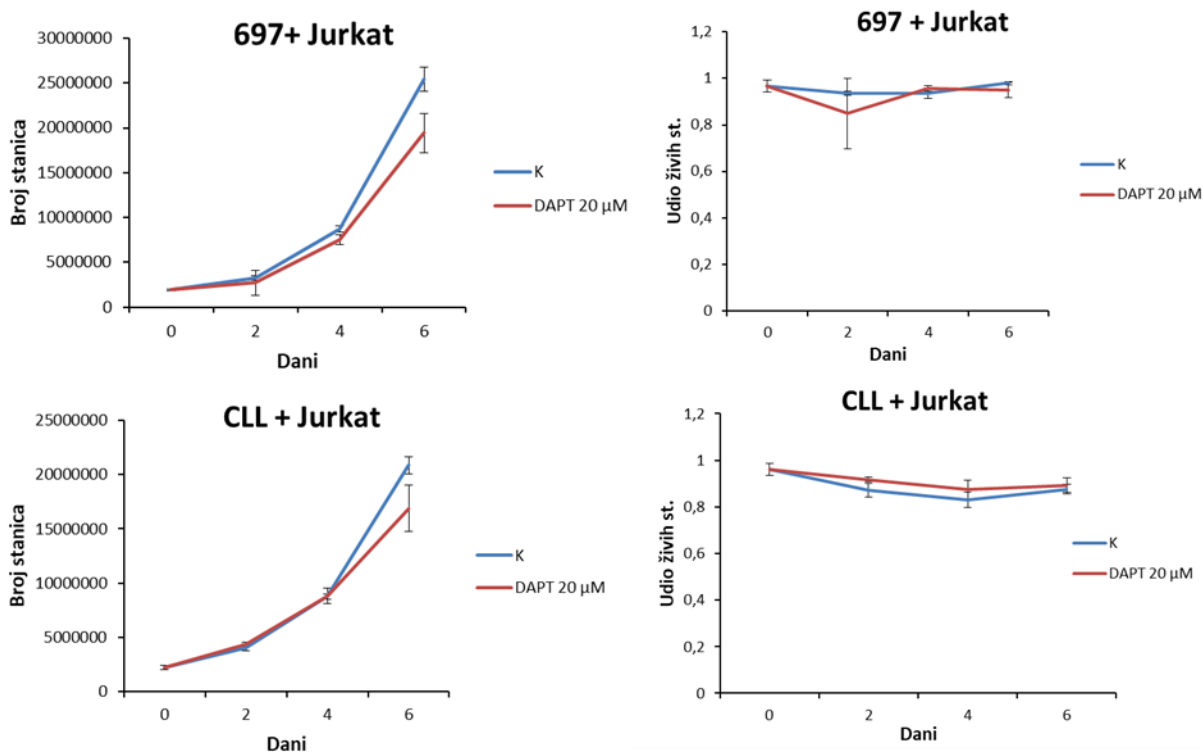 697+ Jurkat
30000000
25000000
20000000
15000000
10000000
5000000
0
Broj stanica
0 2 4 6
Dani
K
DAPT 20 µM
697 + Jurkat
1,2
1
0,8
0,6
0,4
0,2
0
Udio živih st.
0 2 4 6
Dani
K
DAPT 20 µM
CLL + Jurkat
25000000
20000000
15000000
10000000
5000000
0
Broj stanica
0 2 4 6
Dani
K
DAPT 20 µM
CLL + Jurkat
1,2
1
0,8
0,6
0,4
0,2
0
Udio živih st.
0 2 4 6
Dani
K
DAPT 20 µM